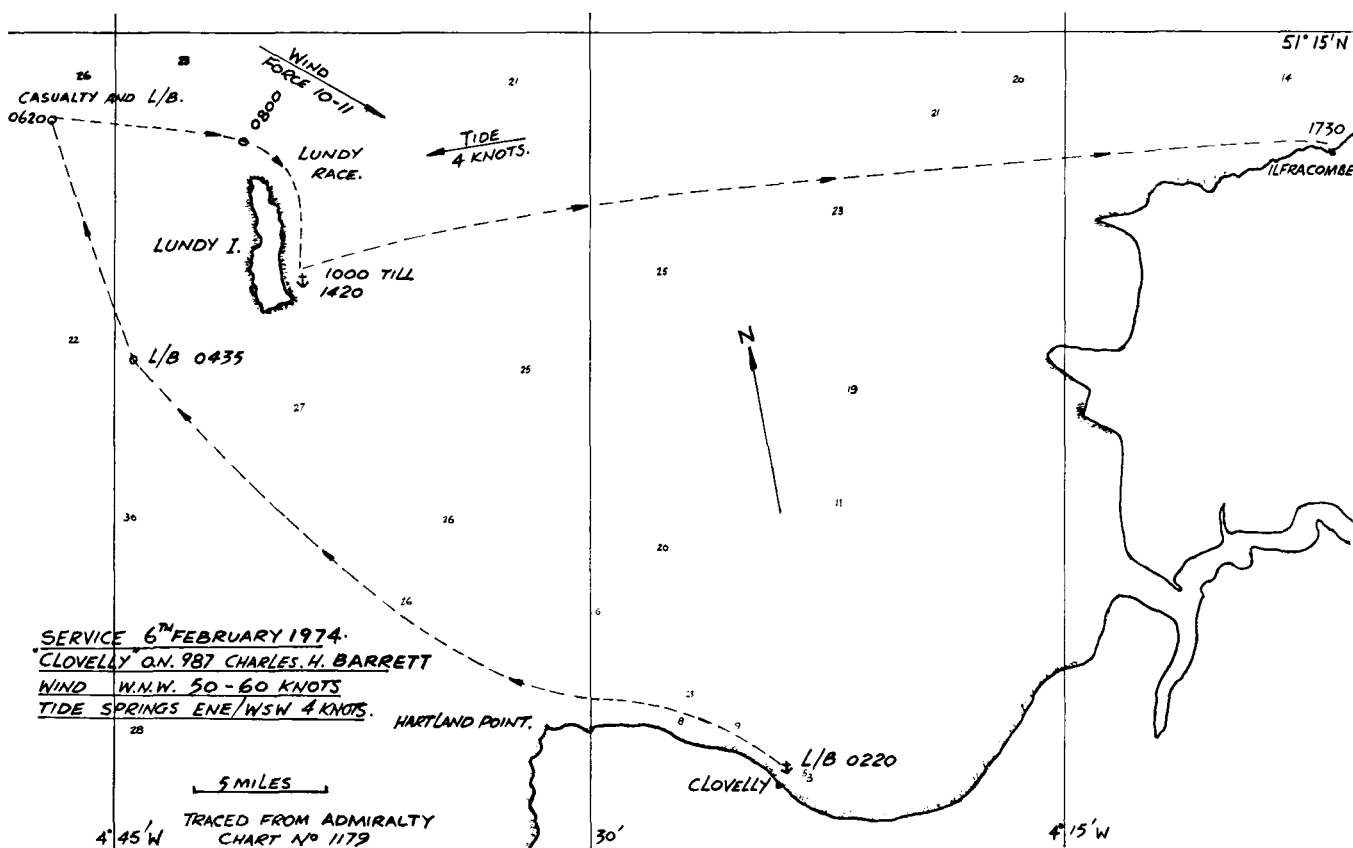 51° 15' N
WIND
FORCE 10-11
26
23
21
20
14
CASUALTY AND L/B.
0620
0800
21
1730
TIDE
4 KNOTS.
LUNDY
RACE.
ILFRACOMBE
23
LUNDY I.
1000 TILL
1420
25
N
22
L/B 0435
25
27
19
11
30
26
20
26
6
SERVICE 6TH FEBRUARY 1974.
"CLOVELLY" O.N. 987 CHARLES. H. BARRETT
WIND W.N.W. 50-60 KNOTS
TIDE SPRINGS ENE/WSW 4 KNOTS.
28
HARTLAND POINT.
13
8
9
L/B 0220
53
CLOVELLY
5 MILES
TRACED FROM ADMIRALTY
CHART Nº 1179
4° 45' W
30'
4° 15' W